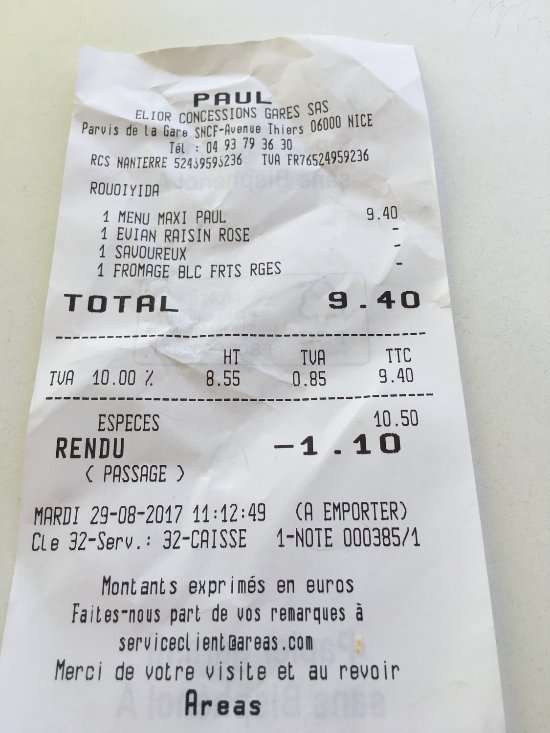 PAUL
ELIOR CONCESSIONS GARES SAS
Parvis de la Gare SNCF-Avenue Thiers 06000 NICE
Tél : 04 93 79 36 30
RCS NANTERRE TVA FR76524959236
ROUOIYIDA
1 MENU MAXI PAUL 9.40
1 EVIAN RAISIN ROSE -
1 SAVOUREUX -
1 FROMAGE BLC FRTS RGES -
TOTAL 9.40
HT TVA TTC
TVA 10.00 % 8.55 0.85 9.40
ESPECES 10.50
RENDU -1.10
( PASSAGE )
MARDI 29-08-2017 11:12:49 (A EMPORTER)
Cle 32-Serv.: 32-CAISSE 1-NOTE 000385/1
Montants exprimés en euros
Faites-nous part de vos remarques à
serviceclient@areas.com
Merci de votre visite et au revoir
Areas